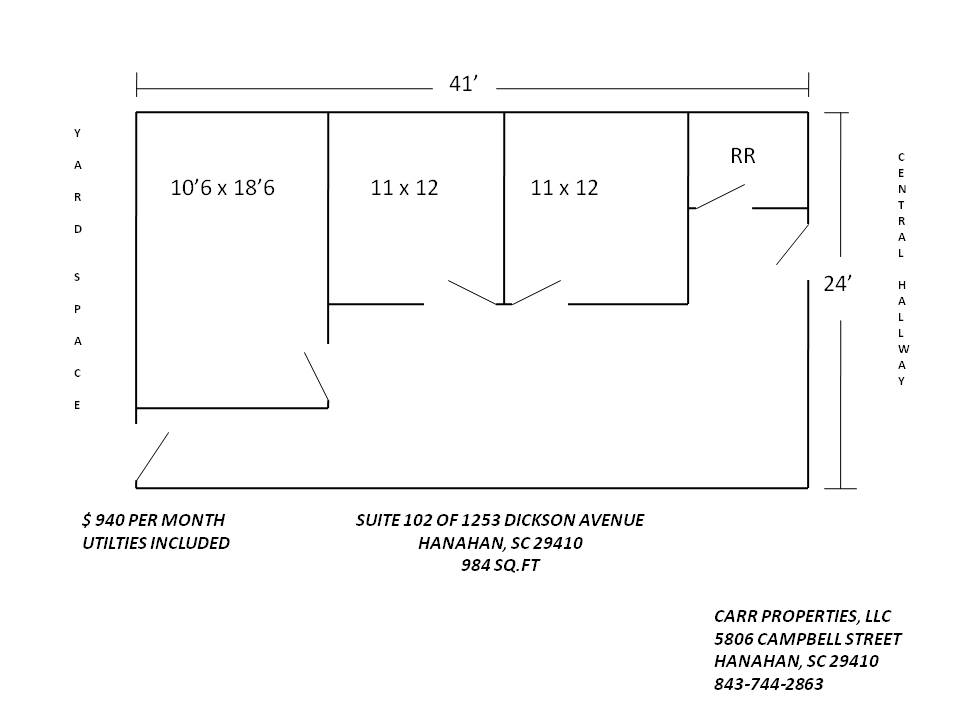 41’
YARD SPACE
10’6 x 18’6
11 x 12
11 x 12
RR
CENTRAL HALLWAY
24’
$ 940 PER MONTH
UTILTIES INCLUDED
SUITE 102 OF 1253 DICKSON AVENUE
HANAHAN, SC 29410
984 SQ.FT
CARR PROPERTIES, LLC
5806 CAMPBELL STREET
HANAHAN, SC 29410
843-744-2863